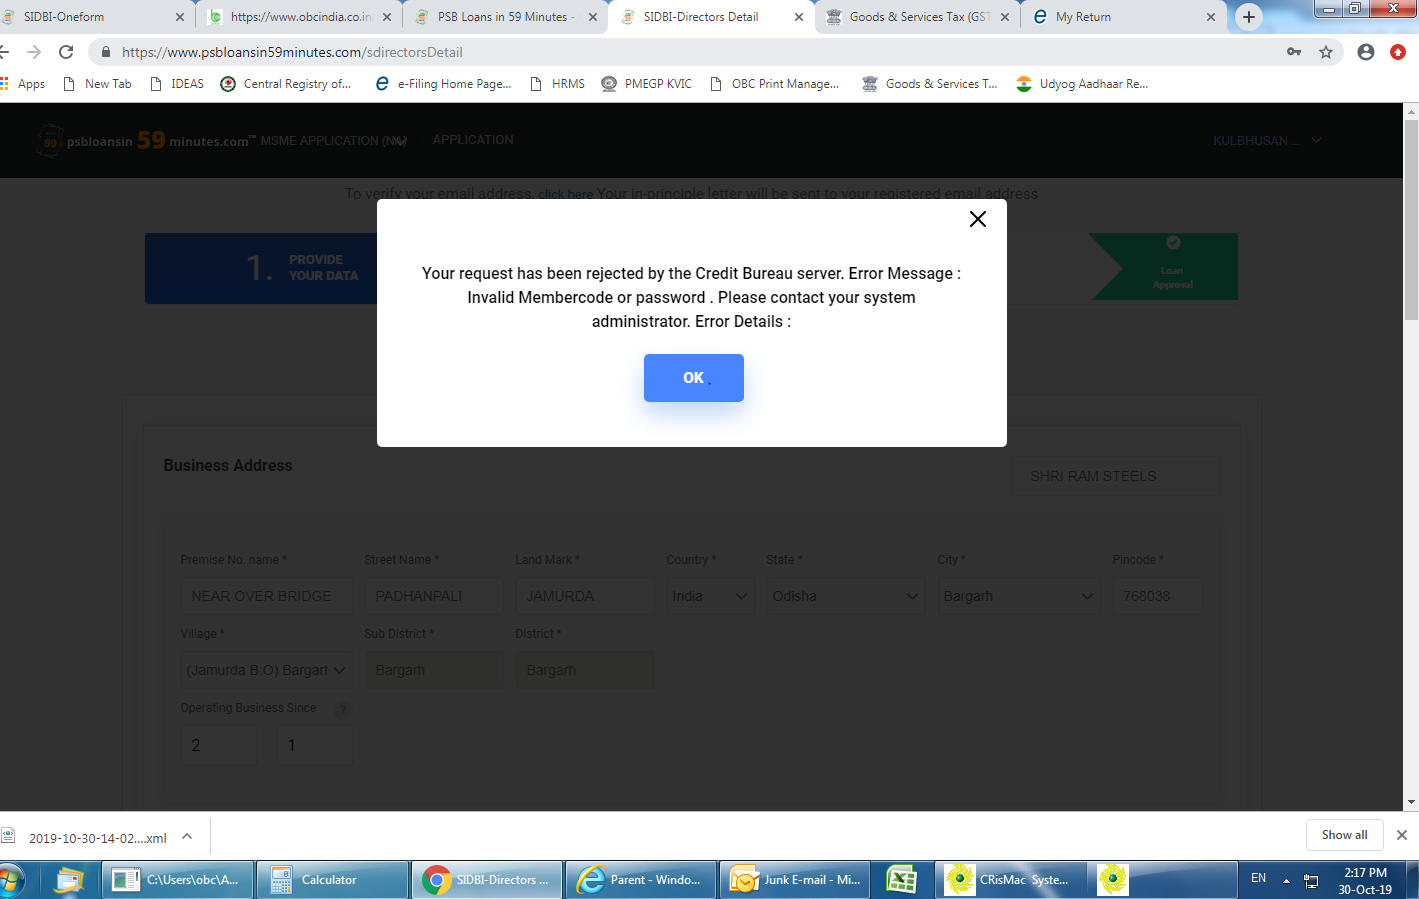 SIDBI-Oneform
https://www.obcindia.co.in
PSB Loans in 59 Minutes -
SIDBI-Directors Detail
Goods & Services Tax (GST
My Return
https://www.psbloansin59minutes.com/sdirectorsDetail
Apps
New Tab
IDEAS
Central Registry of...
e-Filing Home Page...
HRMS
PMEGP KVIC
OBC Print Manage...
Goods & Services T...
Udyog Aadhaar Re...
psbloansin 59 minutes.com™
MSME APPLICATION (NA)
APPLICATION
KULBHUSAN ...
To verify your email address, click here Your in-principle letter will be sent to your registered email address
1. PROVIDE
YOUR DATA
Loan
Approval
Your request has been rejected by the Credit Bureau server. Error Message :
Invalid Membercode or password . Please contact your system
administrator. Error Details :
OK
Business Address
SHRI RAM STEELS
Premise No. name * Street Name * Land Mark * Country * State * City * Pincode *
NEAR OVER BRIDGE PADHANPALI JAMURDA India Odisha Bargarh 768038
Village * Sub District * District *
(Jamurda B.O) Bargarh Bargarh Bargarh
Operating Business Since ?
2 1
2019-10-30-14-02....xml
Show all
C:\Users\obc\A...
Calculator
SIDBI-Directors ...
Parent - Windo...
Junk E-mail - Mi...
CRisMac Syste...
EN
2:17 PM
30-Oct-19